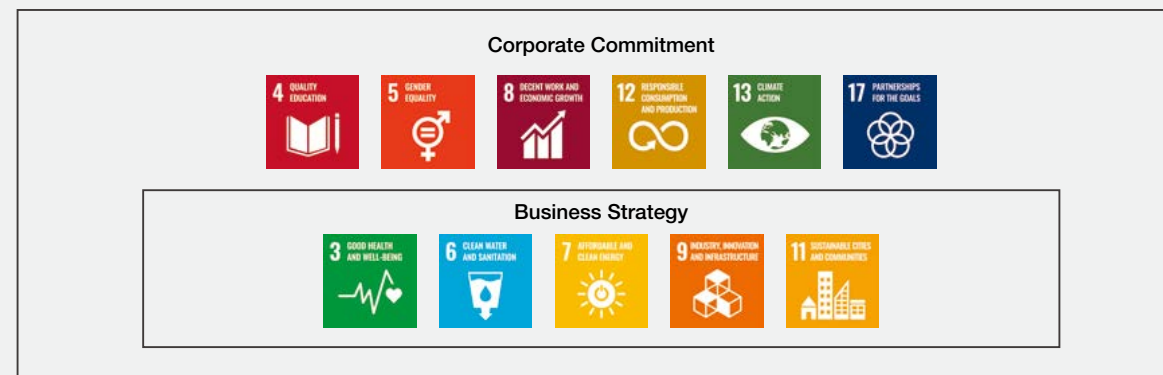 Corporate Commitment
4 QUALITY
EDUCATION
5 GENDER
EQUALITY
8 DECENT WORK AND
ECONOMIC GROWTH
12 RESPONSIBLE
CONSUMPTION
AND PRODUCTION
13 CLIMATE
ACTION
17 PARTNERSHIPS
FOR THE GOALS
Business Strategy
3 GOOD HEALTH
AND WELL-BEING
6 CLEAN WATER
AND SANITATION
7 AFFORDABLE AND
CLEAN ENERGY
9 INDUSTRY, INNOVATION
AND INFRASTRUCTURE
11 SUSTAINABLE CITIES
AND COMMUNITIES